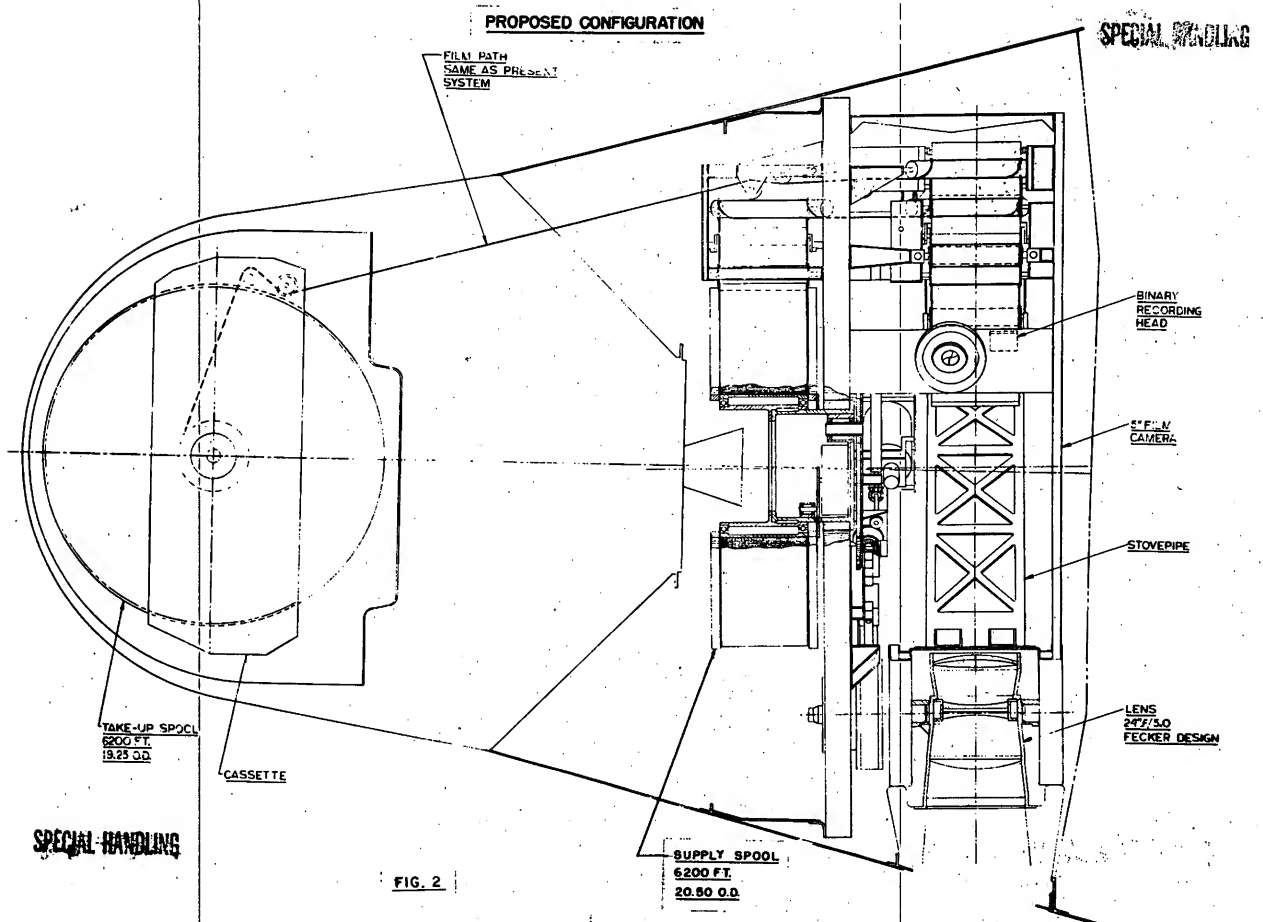 PROPOSED CONFIGURATION
SPECIAL HANDLING
FILM PATH
SAME AS PRESENT
SYSTEM
BINARY
RECORDING
HEAD
5" FILM
CAMERA
STOVEPIPE
LENS
24" F/5.0
FECKER DESIGN
TAKE-UP SPOOL
6200 FT.
19.25 O.D.
CASSETTE
SPECIAL HANDLING
SUPPLY SPOOL
6200 FT.
20.80 O.D.
FIG. 2